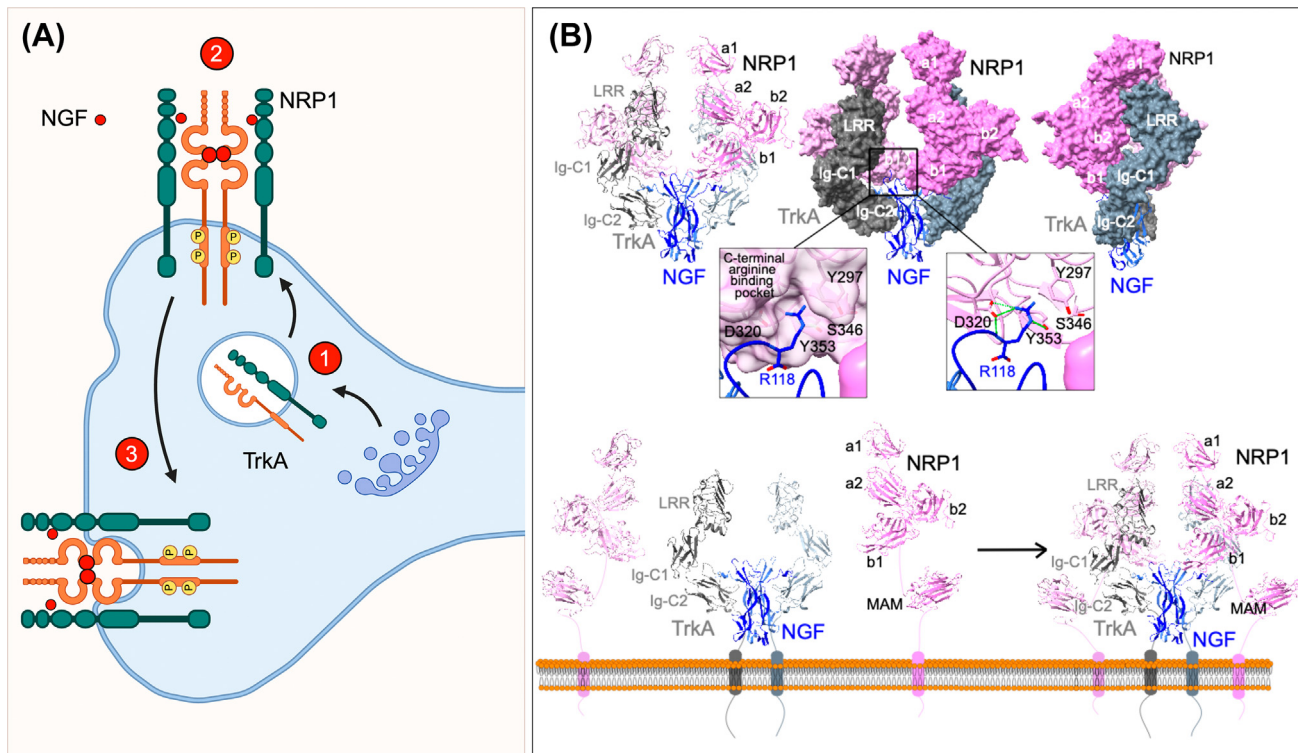 (A)
2
NGF
NRP1
P
P
P
P
1
TrkA
3
P
P
P
P
(B)
a1
NRP1
LRR
a2
b2
b1
Ig-C1
Ig-C2
TrkA
NGF
a1
NRP1
LRR
a2
b2
b1
b1
Ig-C1
Ig-C2
TrkA
NGF
a1
NRP1
a2
LRR
b2
b1
Ig-C1
TrkA
Ig-C2
NGF
C-terminal
arginine
binding
pocket
Y297
D320
S346
Y353
R118
Y297
D320
S346
Y353
R118
LRR
Ig-C1
Ig-C2
TrkA
NGF
a1
NRP1
a2
b2
b1
MAM
a1
NRP1
LRR
a2
b2
b1
Ig-C1
Ig-C2
MAM
TrkA
NGF